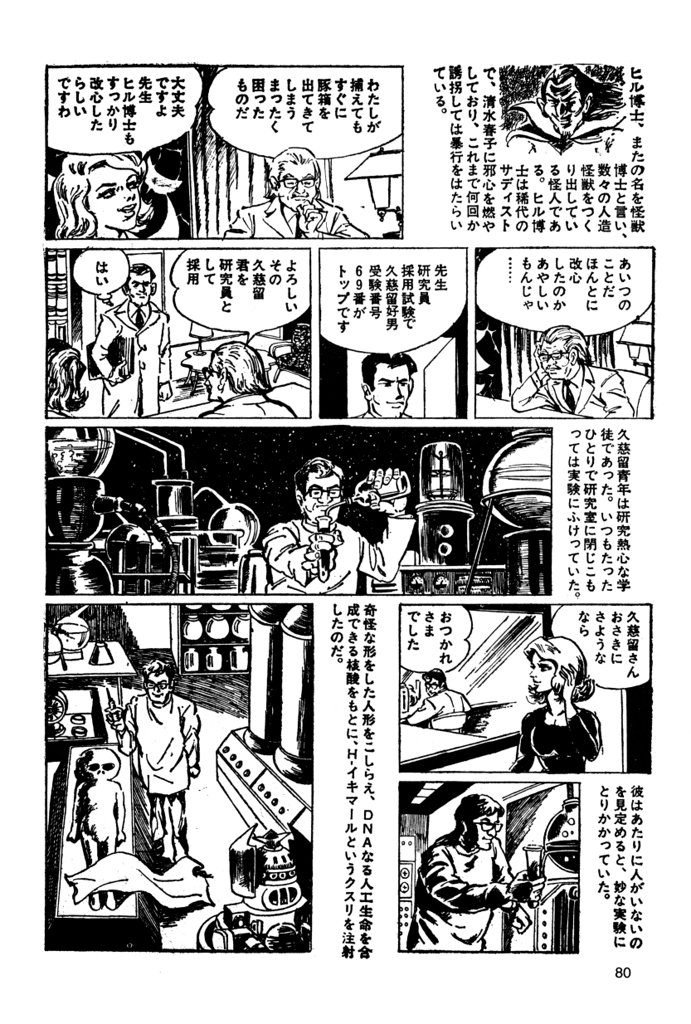 ヒル博士、またの名を怪獣
博士と言い、
数々の人造
怪獣をつく
り出してい
る怪人であ
る。ヒル博
士は稀代の
サディスト
で、清水春子に邪心を燃や
しており、これまで何回か
誘拐しては暴行をはたらい
ている。
わたしが
捕えても
すぐに
豚箱を
出てきて
しまう
まったく
困った
ものだ
大丈夫
ですよ
先生
ヒル博士も
すっかり
改心した
らしい
ですわ
あいつの
ことだ
ほんとに
改心
したのか
あやしい
もんじゃ
……
先生
研究員
採用試験で
久慈留好男
受験番号
69番が
トップです
よろしい
その
久慈留
君を
研究員と
して
採用
はい
久慈留青年は研究熱心な学
徒であった。いつもたった
ひとりで研究室に閉じこも
っては実験にふけっていた。
久慈留さん
おさきに
さようなら
なら
おつかれ
さま
でした
彼はあたりに人がいないの
を見定めると、妙な実験に
とりかかっていた。
奇怪な形をした人形をこしらえ、DNAなる人工生命を合
成できる核酸をもとに、H-イキマールというクスリを注射
したのだ。
80